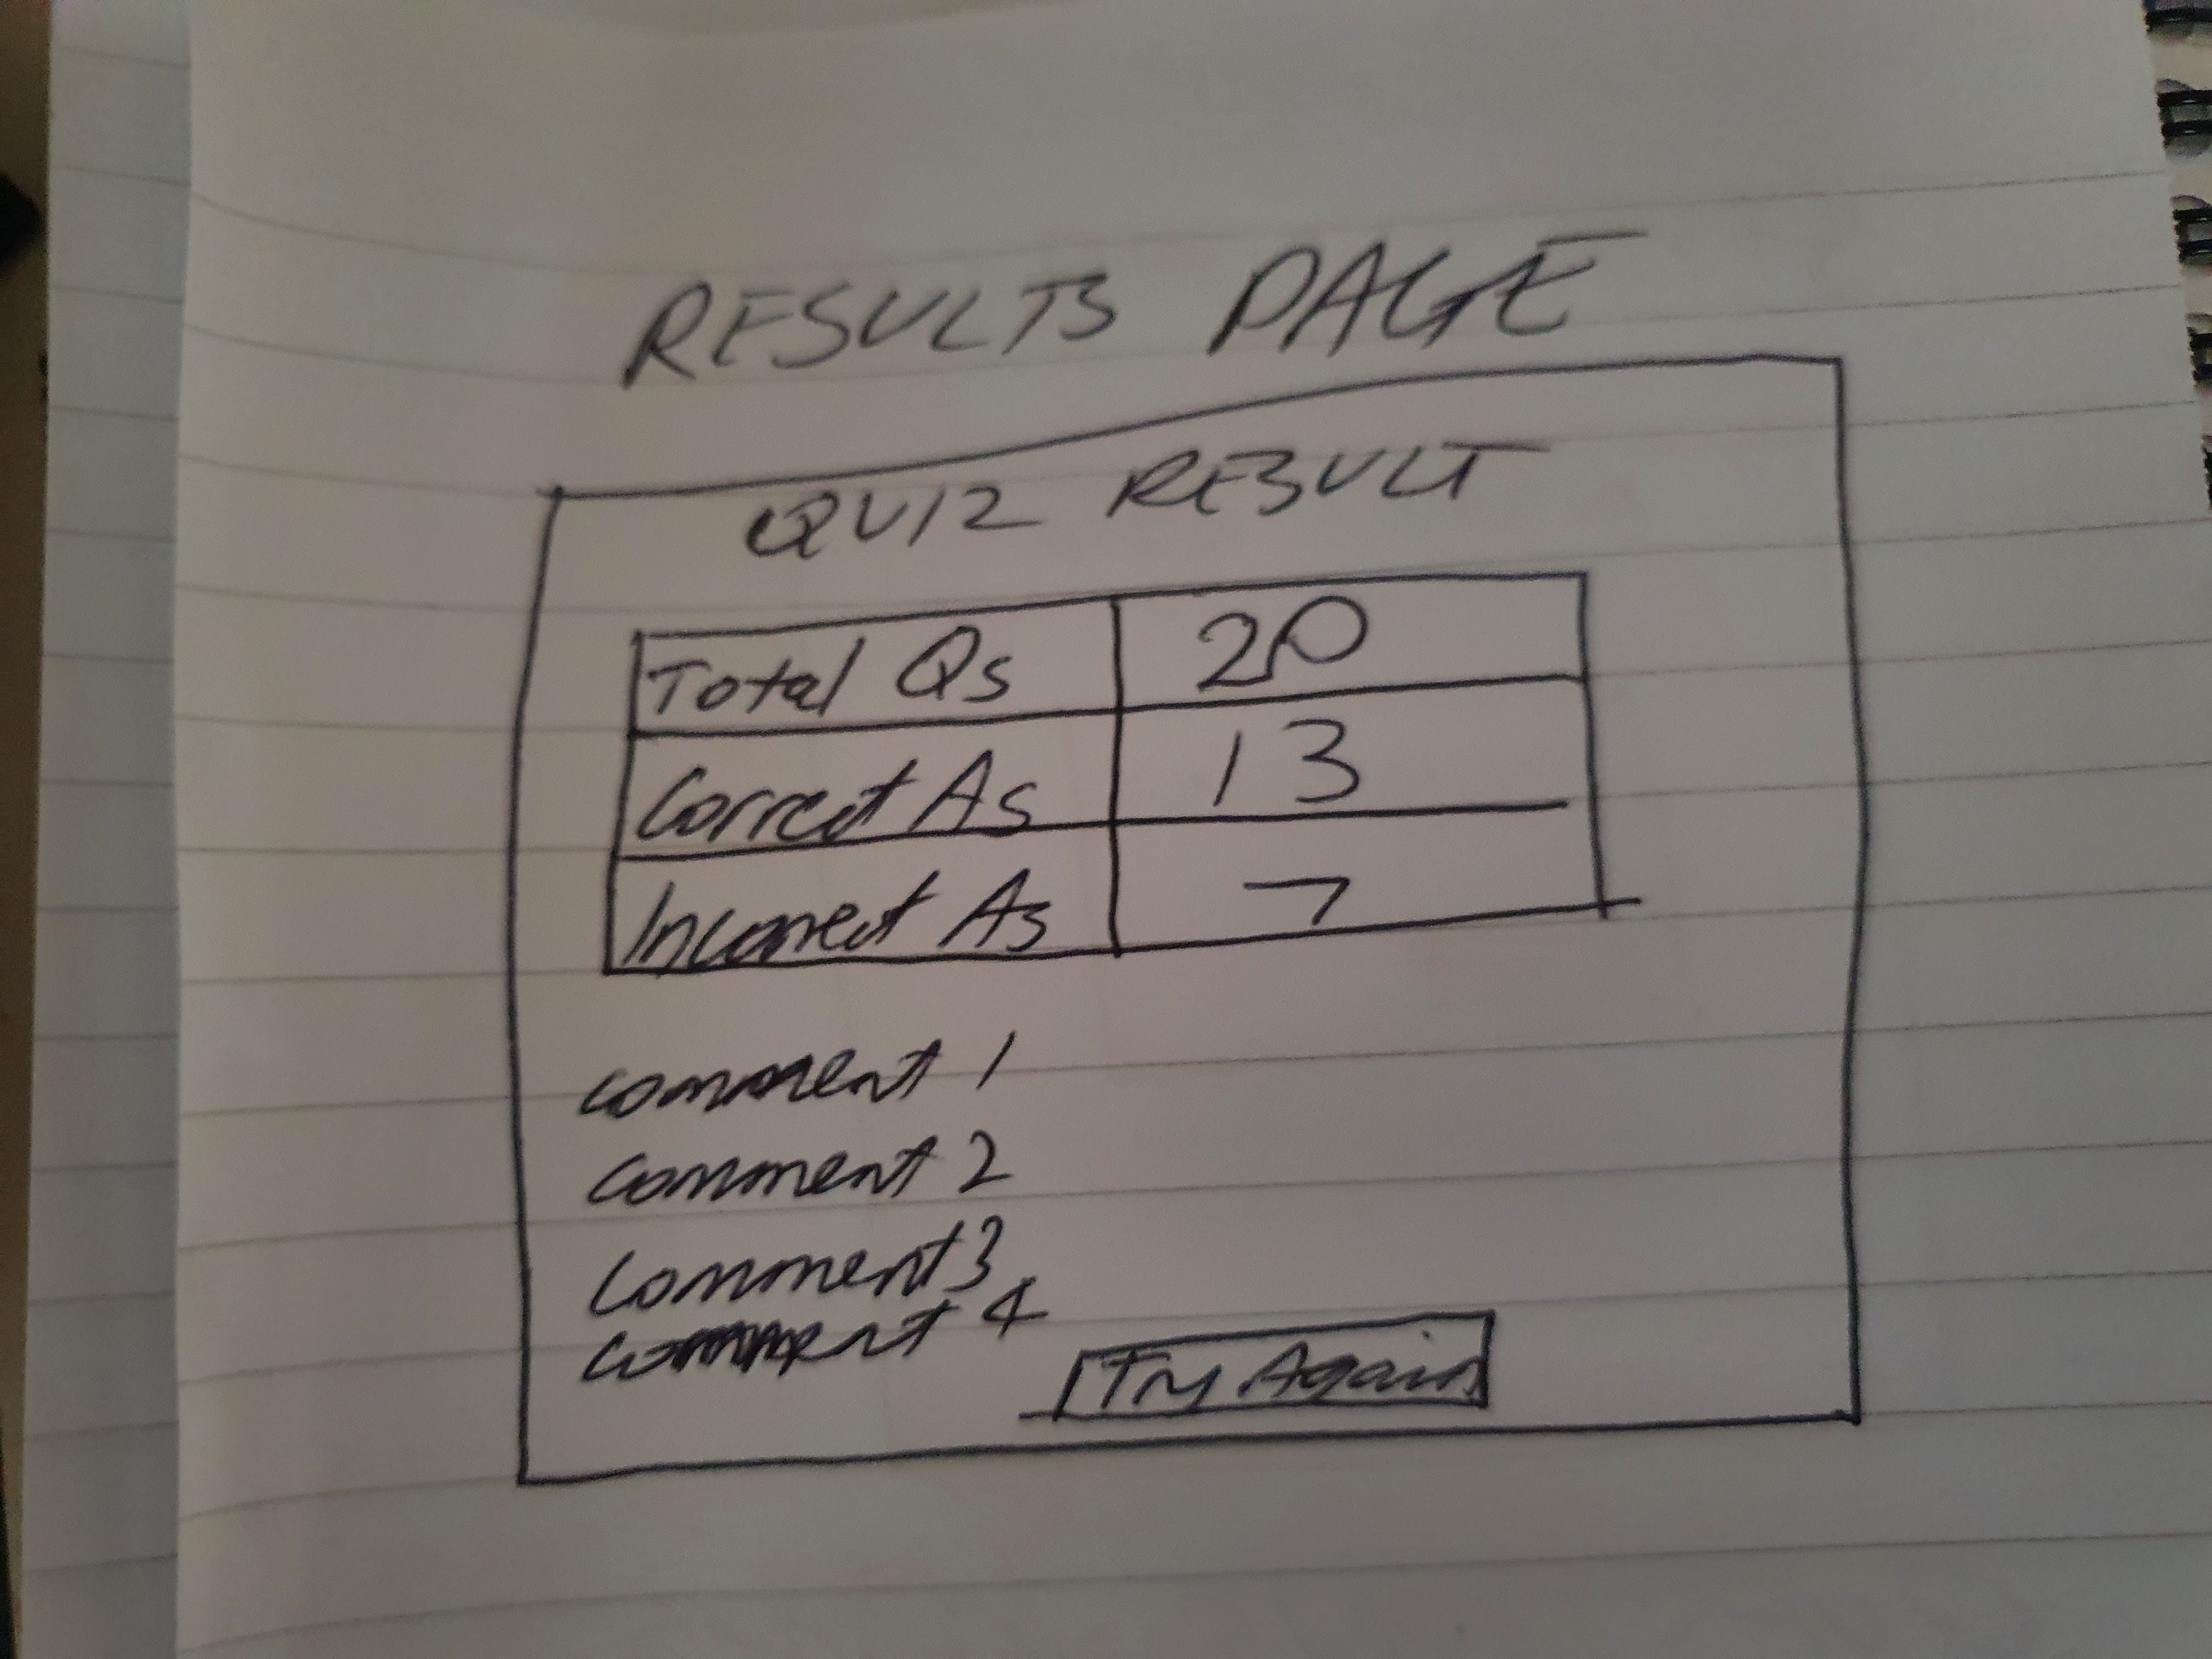 RESULTS PAGE
QUIZ RESULT
Total Qs 20
Correct As 13
Incorrect As 7
comment 1
comment 2
comment 3
comment 4
Try Again